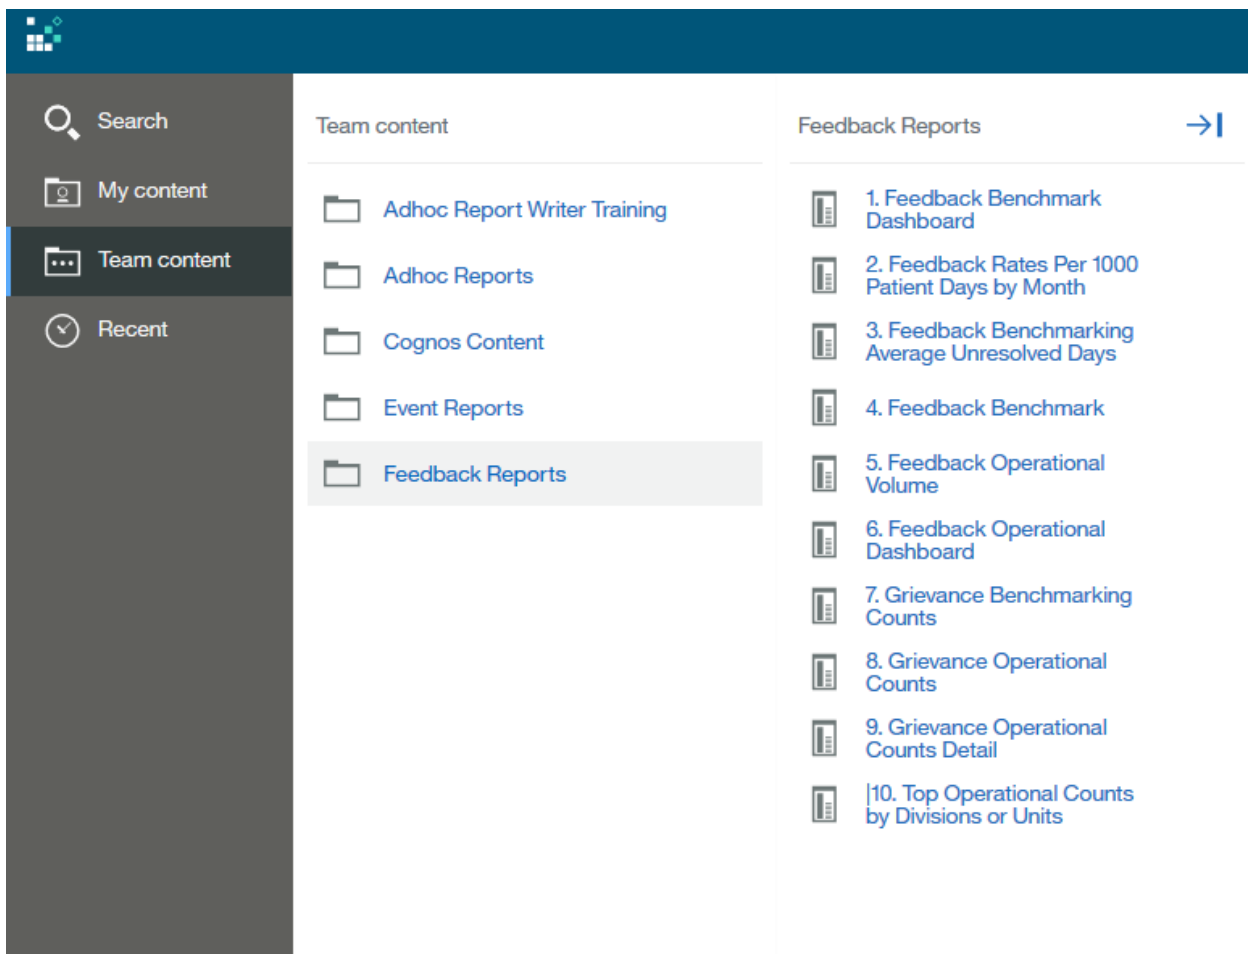 Search
My content
Team content
Recent
Team content
Adhoc Report Writer Training
Adhoc Reports
Cognos Content
Event Reports
Feedback Reports
Feedback Reports
1. Feedback Benchmark
Dashboard
2. Feedback Rates Per 1000
Patient Days by Month
3. Feedback Benchmarking
Average Unresolved Days
4. Feedback Benchmark
5. Feedback Operational
Volume
6. Feedback Operational
Dashboard
7. Grievance Benchmarking
Counts
8. Grievance Operational
Counts
9. Grievance Operational
Counts Detail
|10. Top Operational Counts
by Divisions or Units